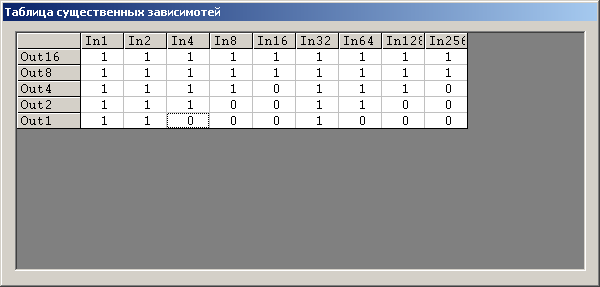 Таблица существенных зависимотей
In1 In2 In4 In8 In16 In32 In64 In128 In256
Out16 1 1 1 1 1 1 1 1 1
Out8 1 1 1 1 1 1 1 1 1
Out4 1 1 1 1 0 1 1 1 0
Out2 1 1 1 0 0 1 1 0 0
Out1 1 1 0 0 0 1 0 0 0